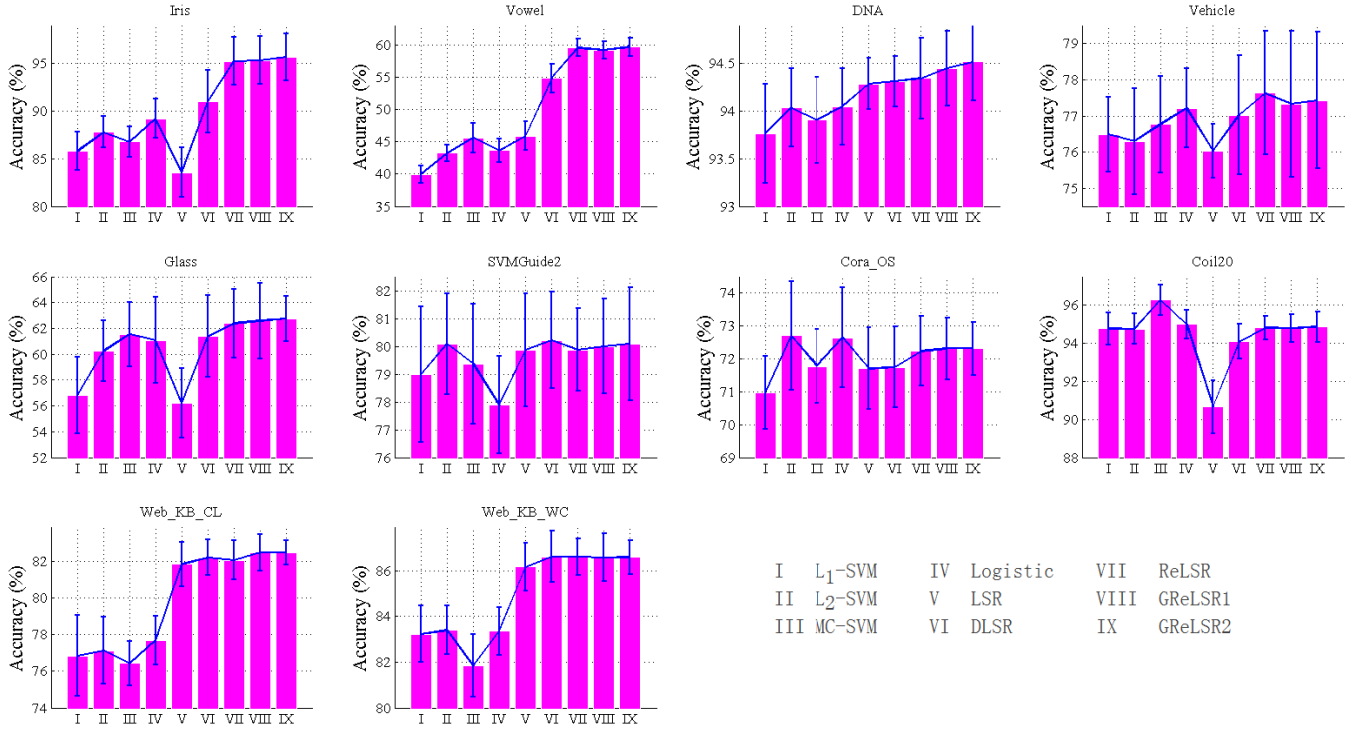 Iris
Accuracy (%)
95
90
85
80
I II III IV V VI VII VIII IX
Vowel
Accuracy (%)
60
55
50
45
40
35
I II III IV V VI VII VIII IX
DNA
Accuracy (%)
94.5
94
93.5
93
I II III IV V VI VII VIII IX
Vehicle
Accuracy (%)
79
78
77
76
75
I II III IV V VI VII VIII IX
Glass
Accuracy (%)
66
64
62
60
58
56
54
52
I II III IV V VI VII VIII IX
SVMGuide2
Accuracy (%)
82
81
80
79
78
77
76
I II III IV V VI VII VIII IX
Cora_OS
Accuracy (%)
74
73
72
71
70
69
I II III IV V VI VII VIII IX
Coil20
Accuracy (%)
96
94
92
90
88
I II III IV V VI VII VIII IX
Web_KB_CL
Accuracy (%)
82
80
78
76
74
I II III IV V VI VII VIII IX
Web_KB_WC
Accuracy (%)
86
84
82
80
I II III IV V VI VII VIII IX
I L1-SVM IV Logistic VII ReLSR
II L2-SVM V LSR VIII GReLSR1
III MC-SVM VI DLSR IX GReLSR2